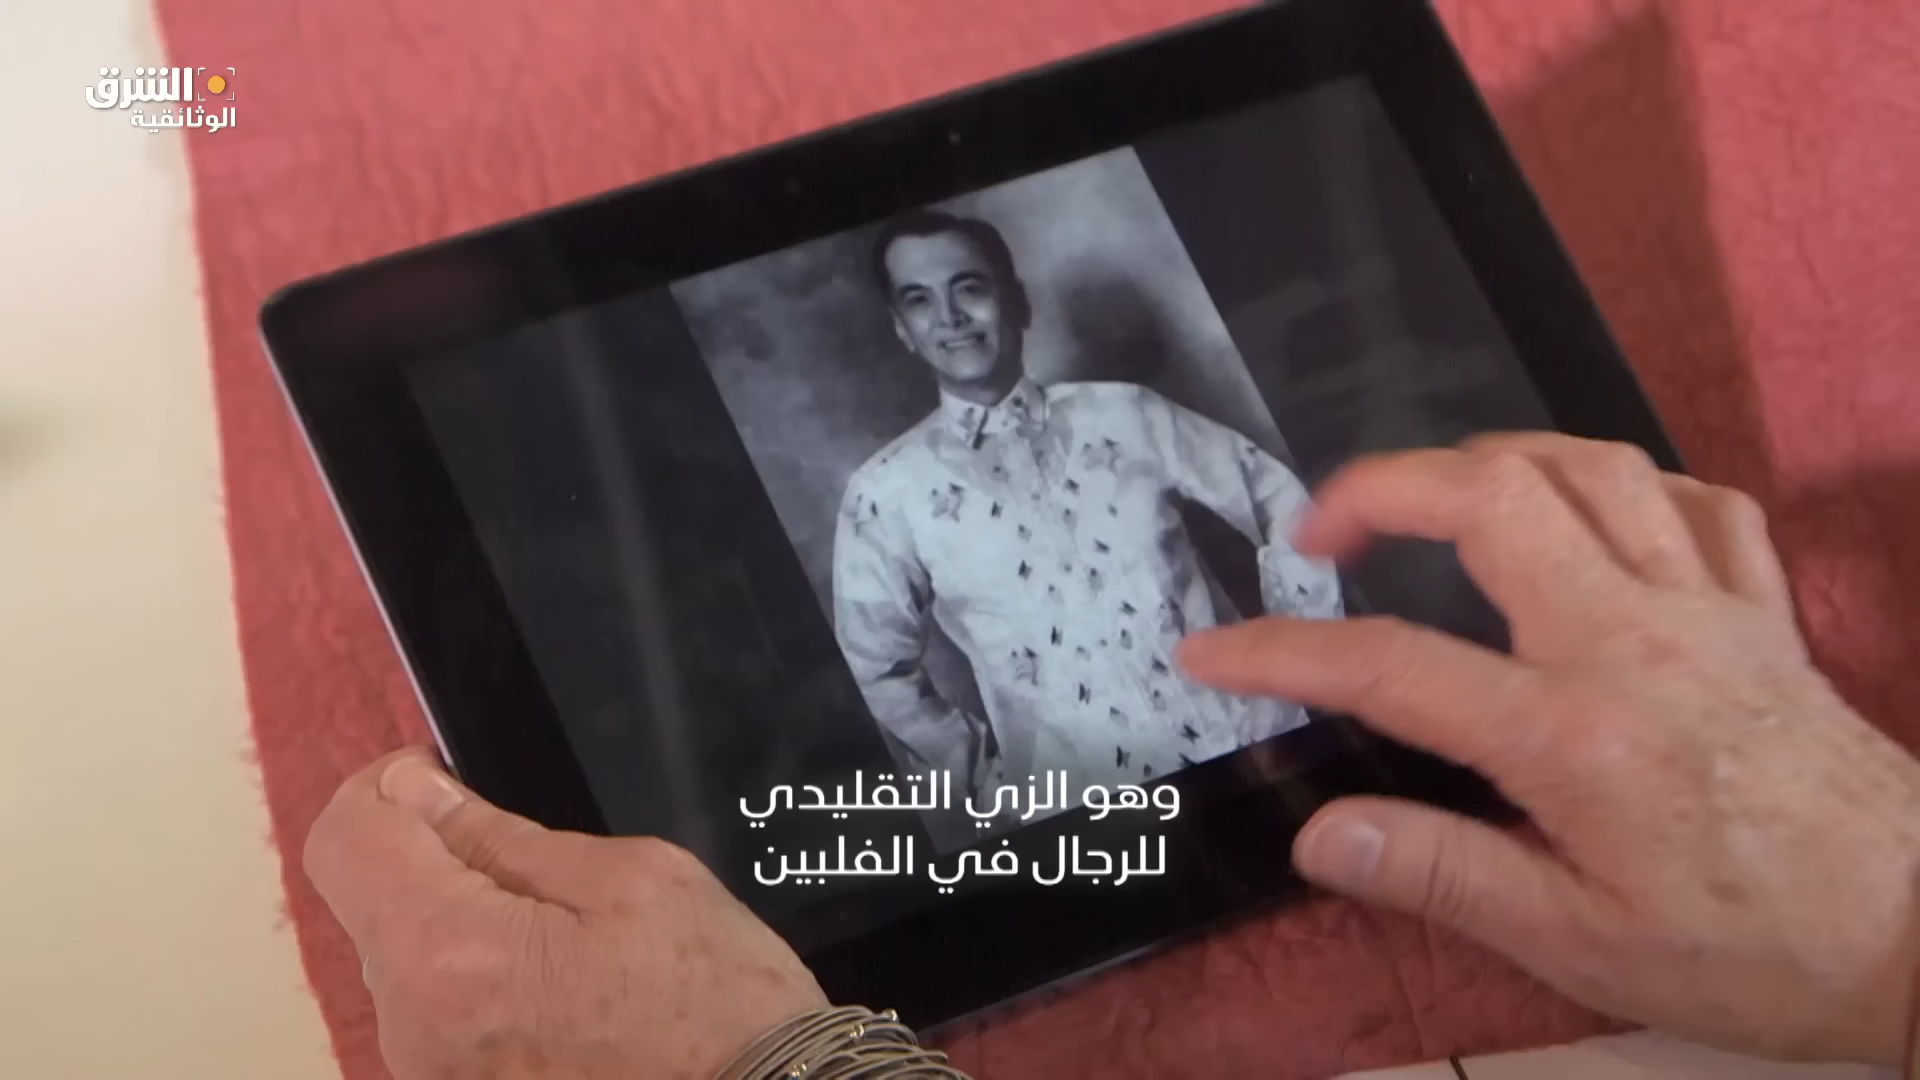 الشرق
الوثائقية
وهو الزي التقليدي
للرجال في الفلبين